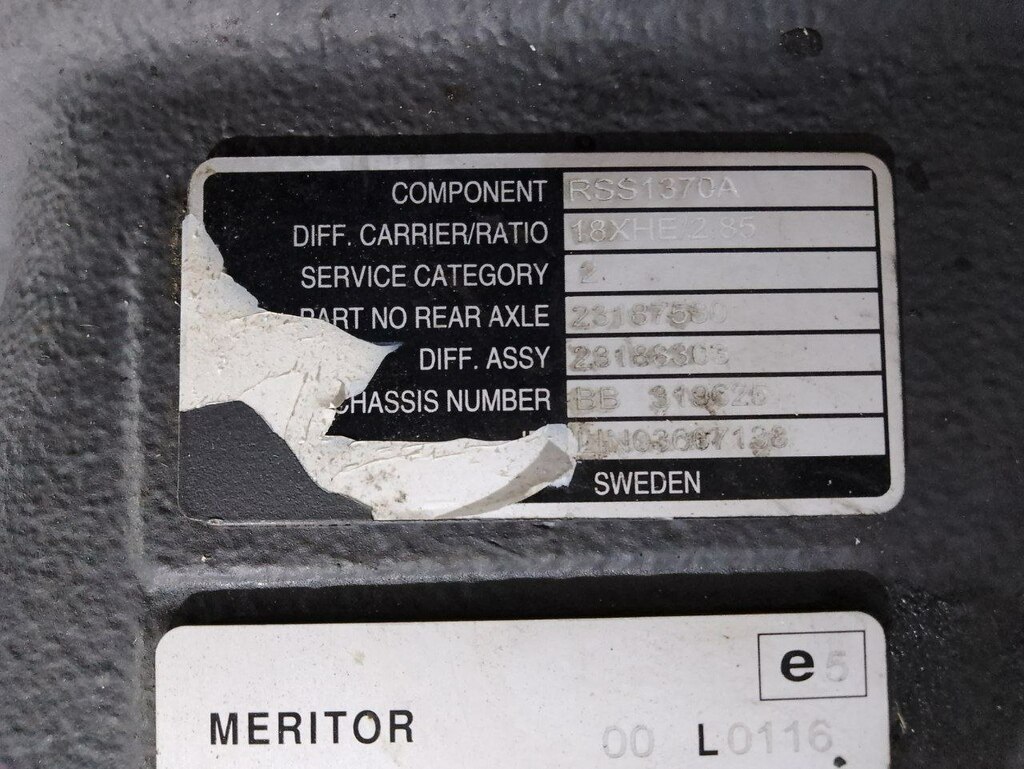 COMPONENT RSS1370A
DIFF. CARRIER/RATIO 18XHE/2.85
SERVICE CATEGORY 2
PART NO REAR AXLE
DIFF. ASSY
CHASSIS NUMBER BB
SWEDEN
e5
MERITOR 00 L0116